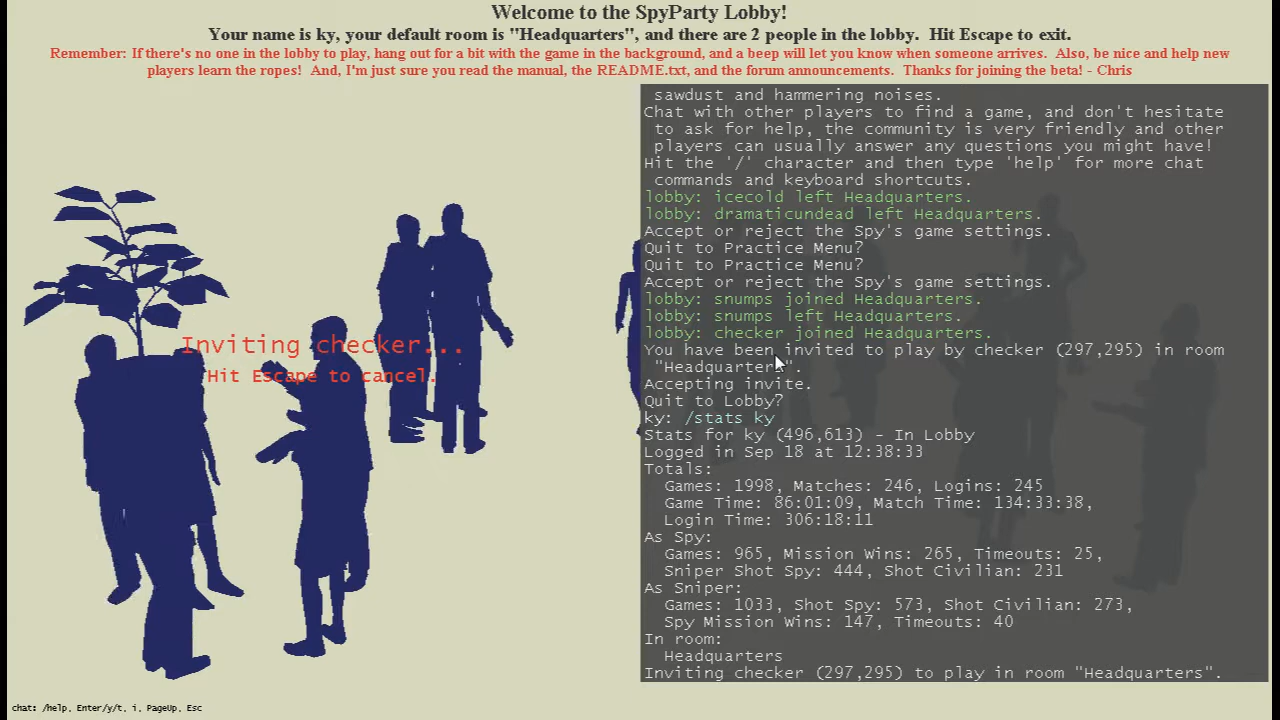 Welcome to the SpyParty Lobby!
Your name is ky, your default room is "Headquarters", and there are 2 people in the lobby.  Hit Escape to exit.
Remember: If there's no one in the lobby to play, hang out for a bit with the game in the background, and a beep will let you know when someone arrives.  Also, be nice and help new
players learn the ropes!  And, I'm just sure you read the manual, the README.txt, and the forum announcements.  Thanks for joining the beta! - Chris
sawdust and hammering noises.
Chat with other players to find a game, and don't hesitate
to ask for help, the community is very friendly and other
players can usually answer any questions you might have!
Hit the '/' character and then type 'help' for more chat
commands and keyboard shortcuts.
lobby: icecold left Headquarters.
lobby: dramaticundead left Headquarters.
Accept or reject the Spy's game settings.
Quit to Practice Menu?
Quit to Practice Menu?
Accept or reject the Spy's game settings.
lobby: snumps joined Headquarters.
lobby: snumps left Headquarters.
lobby: checker joined Headquarters.
You have been invited to play by checker (297,295) in room
"Headquarters".
Accepting invite.
Quit to Lobby?
ky: /stats ky
Stats for ky (496,613) - In Lobby
Logged in Sep 18 at 12:38:33
Totals:
Games: 1998, Matches: 246, Logins: 245
Game Time: 86:01:09, Match Time: 134:33:38,
Login Time: 306:18:11
As Spy:
Games: 965, Mission Wins: 265, Timeouts: 25,
Sniper Shot Spy: 444, Shot Civilian: 231
As Sniper:
Games: 1033, Shot Spy: 573, Shot Civilian: 273,
Spy Mission Wins: 147, Timeouts: 40
In room:
Headquarters
Inviting checker (297,295) to play in room "Headquarters".
Inviting checker...
Hit Escape to cancel.
chat: /help, Enter/y/t, i, PageUp, Esc